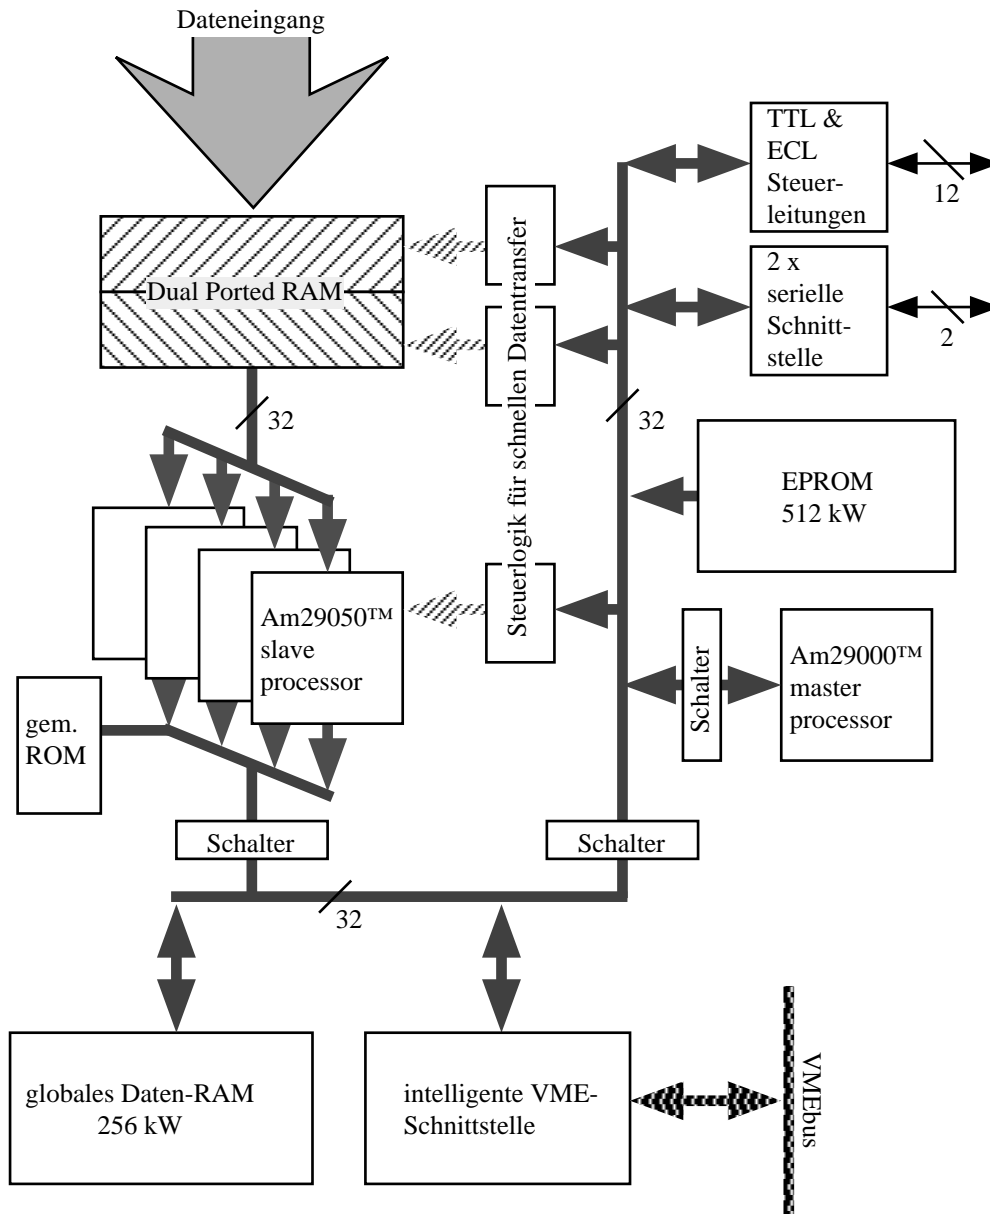 Dateneingang
TTL &
ECL
Steuer-
leitungen
12
2 x
serielle
Schnitt-
stelle
2
Dual Ported RAM
Steuerlogik für schnellen Datentransfer
32
32
EPROM
512 kW
Am29050™
slave
processor
Schalter
Am29000™
master
processor
gem.
ROM
Schalter
Schalter
32
globales Daten-RAM
256 kW
intelligente VME-
Schnittstelle
VMEbus